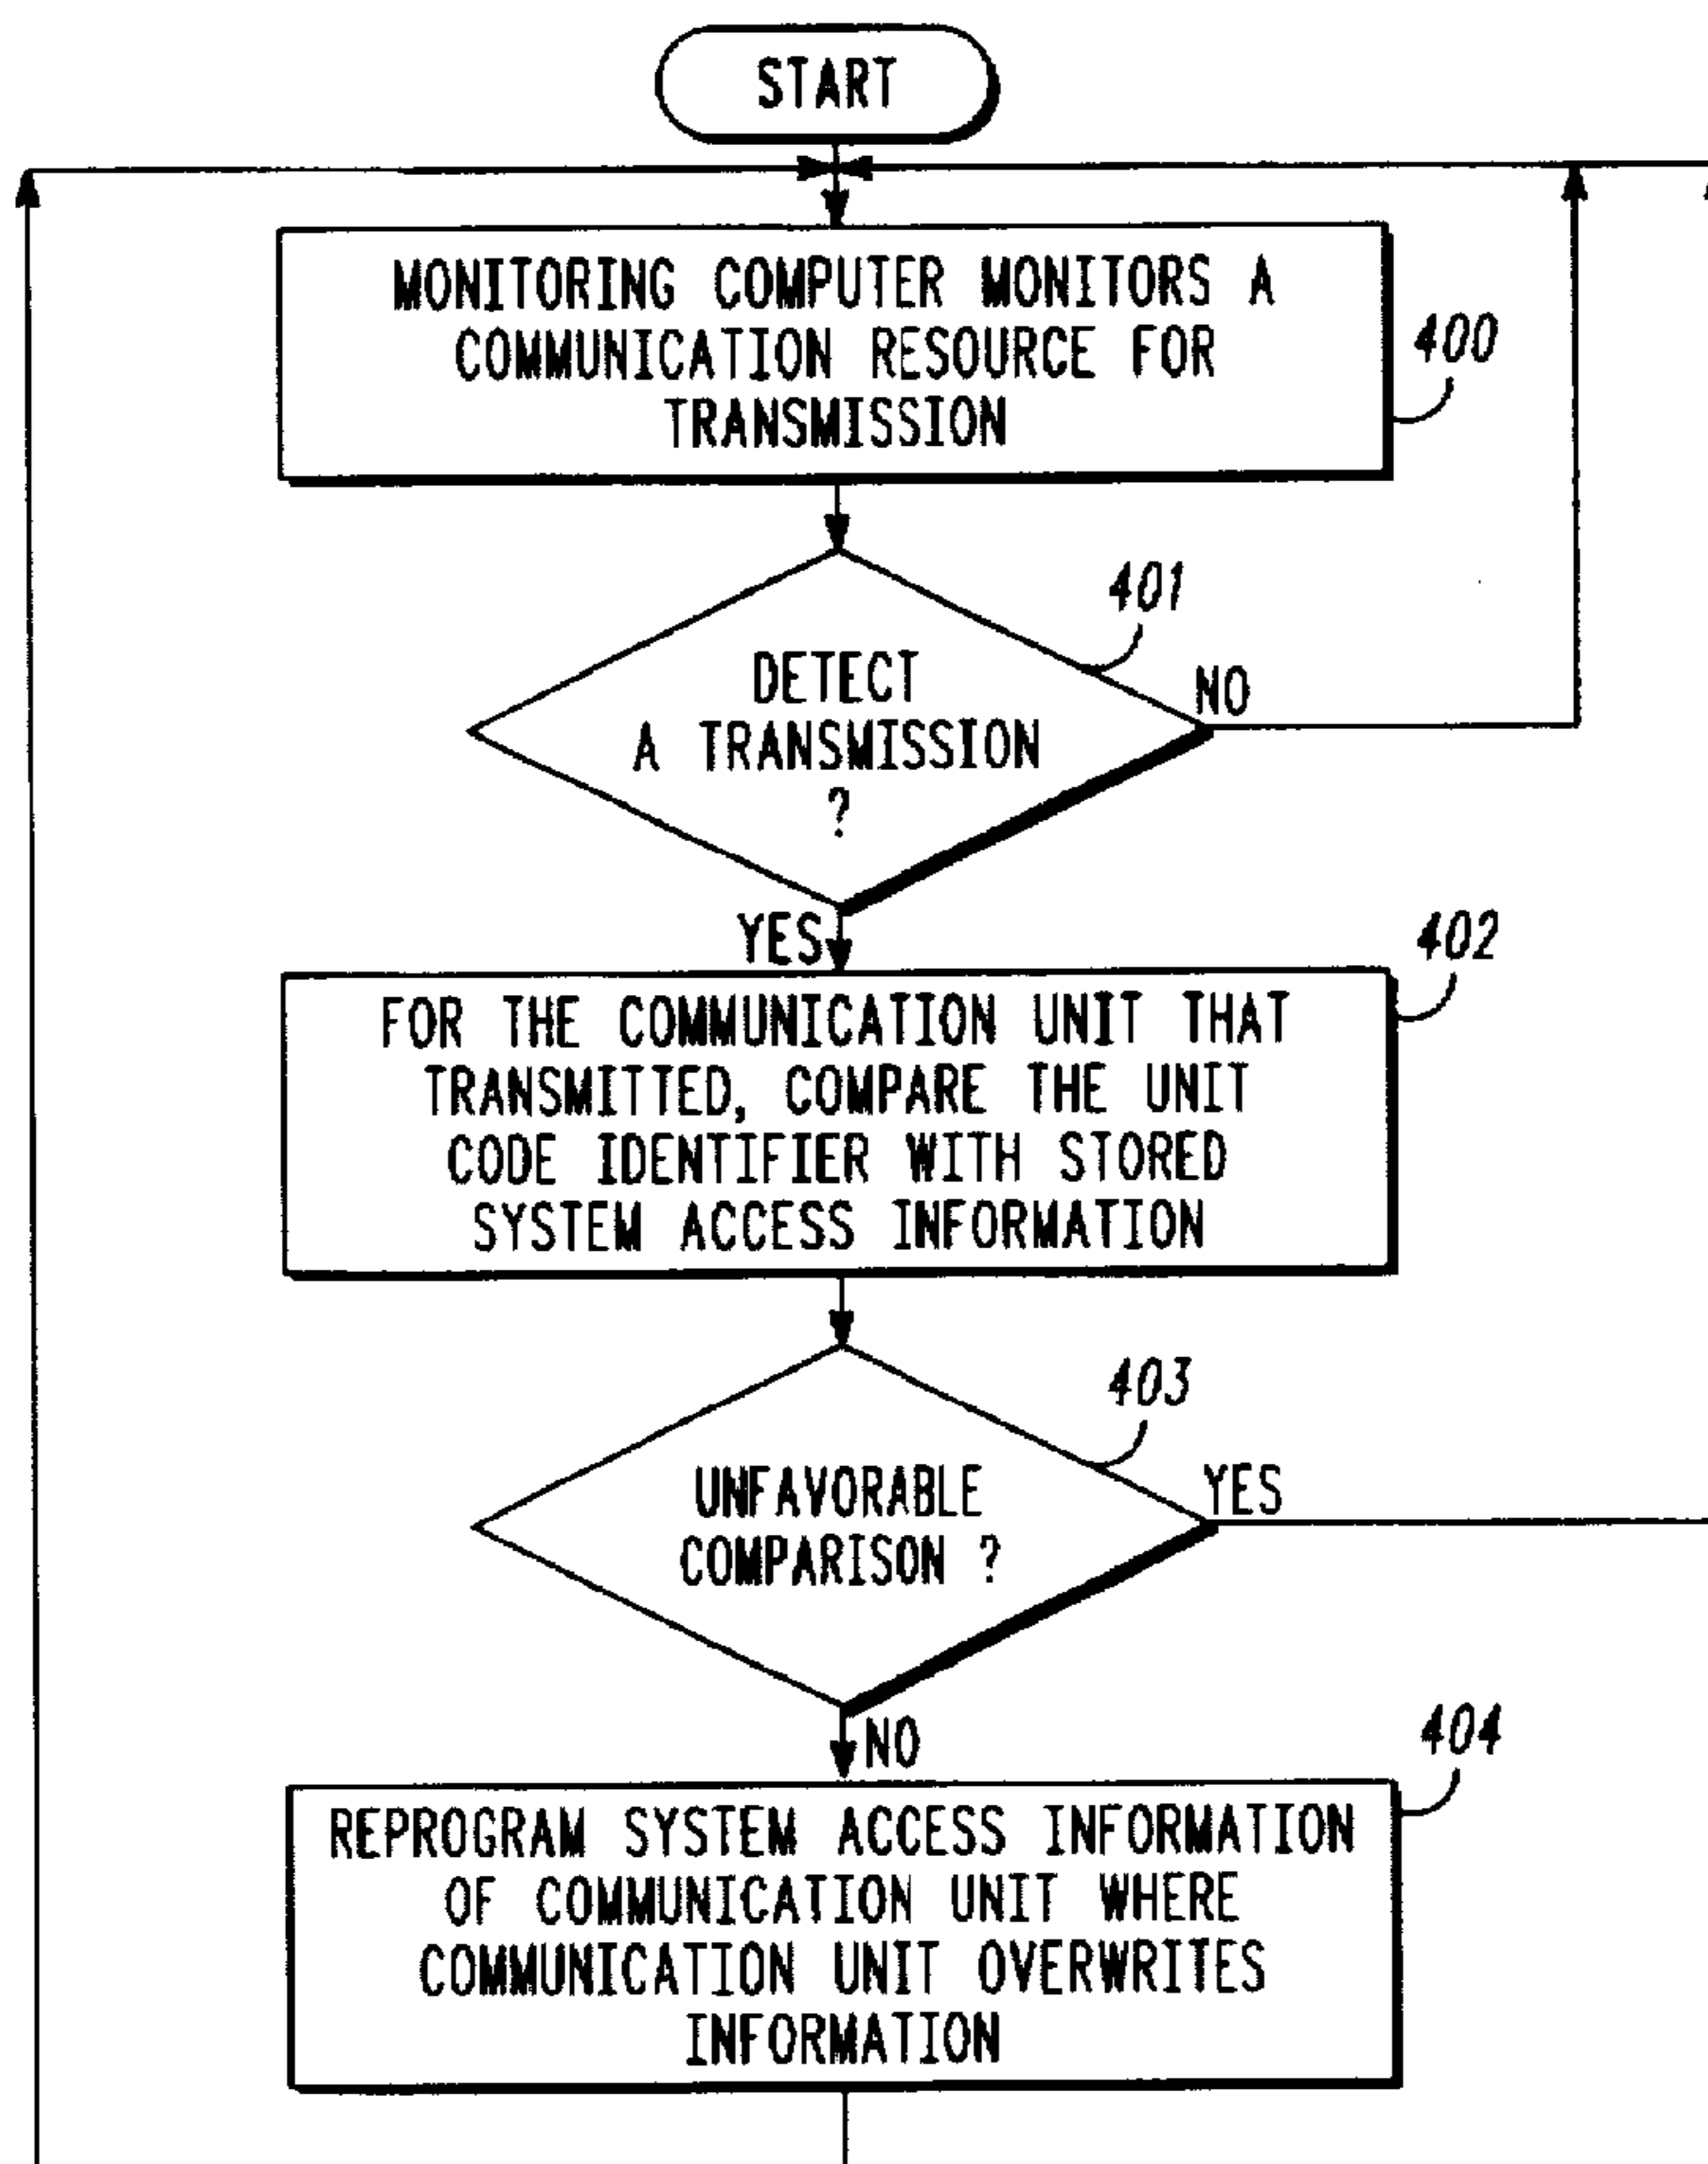 START
MONITORING COMPUTER MONITORS A
COMMUNICATION RESOURCE FOR
TRANSMISSION
400
401
DETECT
A TRANSMISSION
?
NO
YES
402
FOR THE COMMUNICATION UNIT THAT
TRANSMITTED, COMPARE THE UNIT
CODE IDENTIFIER WITH STORED
SYSTEM ACCESS INFORMATION
403
UNFAVORABLE
COMPARISON ?
YES
NO
404
REPROGRAM SYSTEM ACCESS INFORMATION
OF COMMUNICATION UNIT WHERE
COMMUNICATION UNIT OVERWRITES
INFORMATION